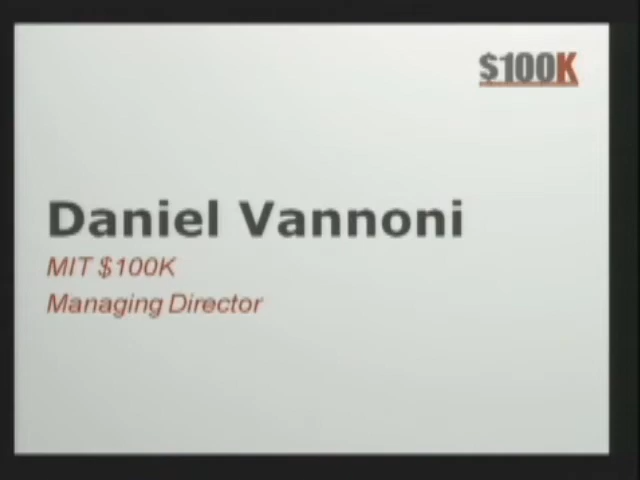 $100K
Daniel Vannoni
MIT $100K
Managing Director